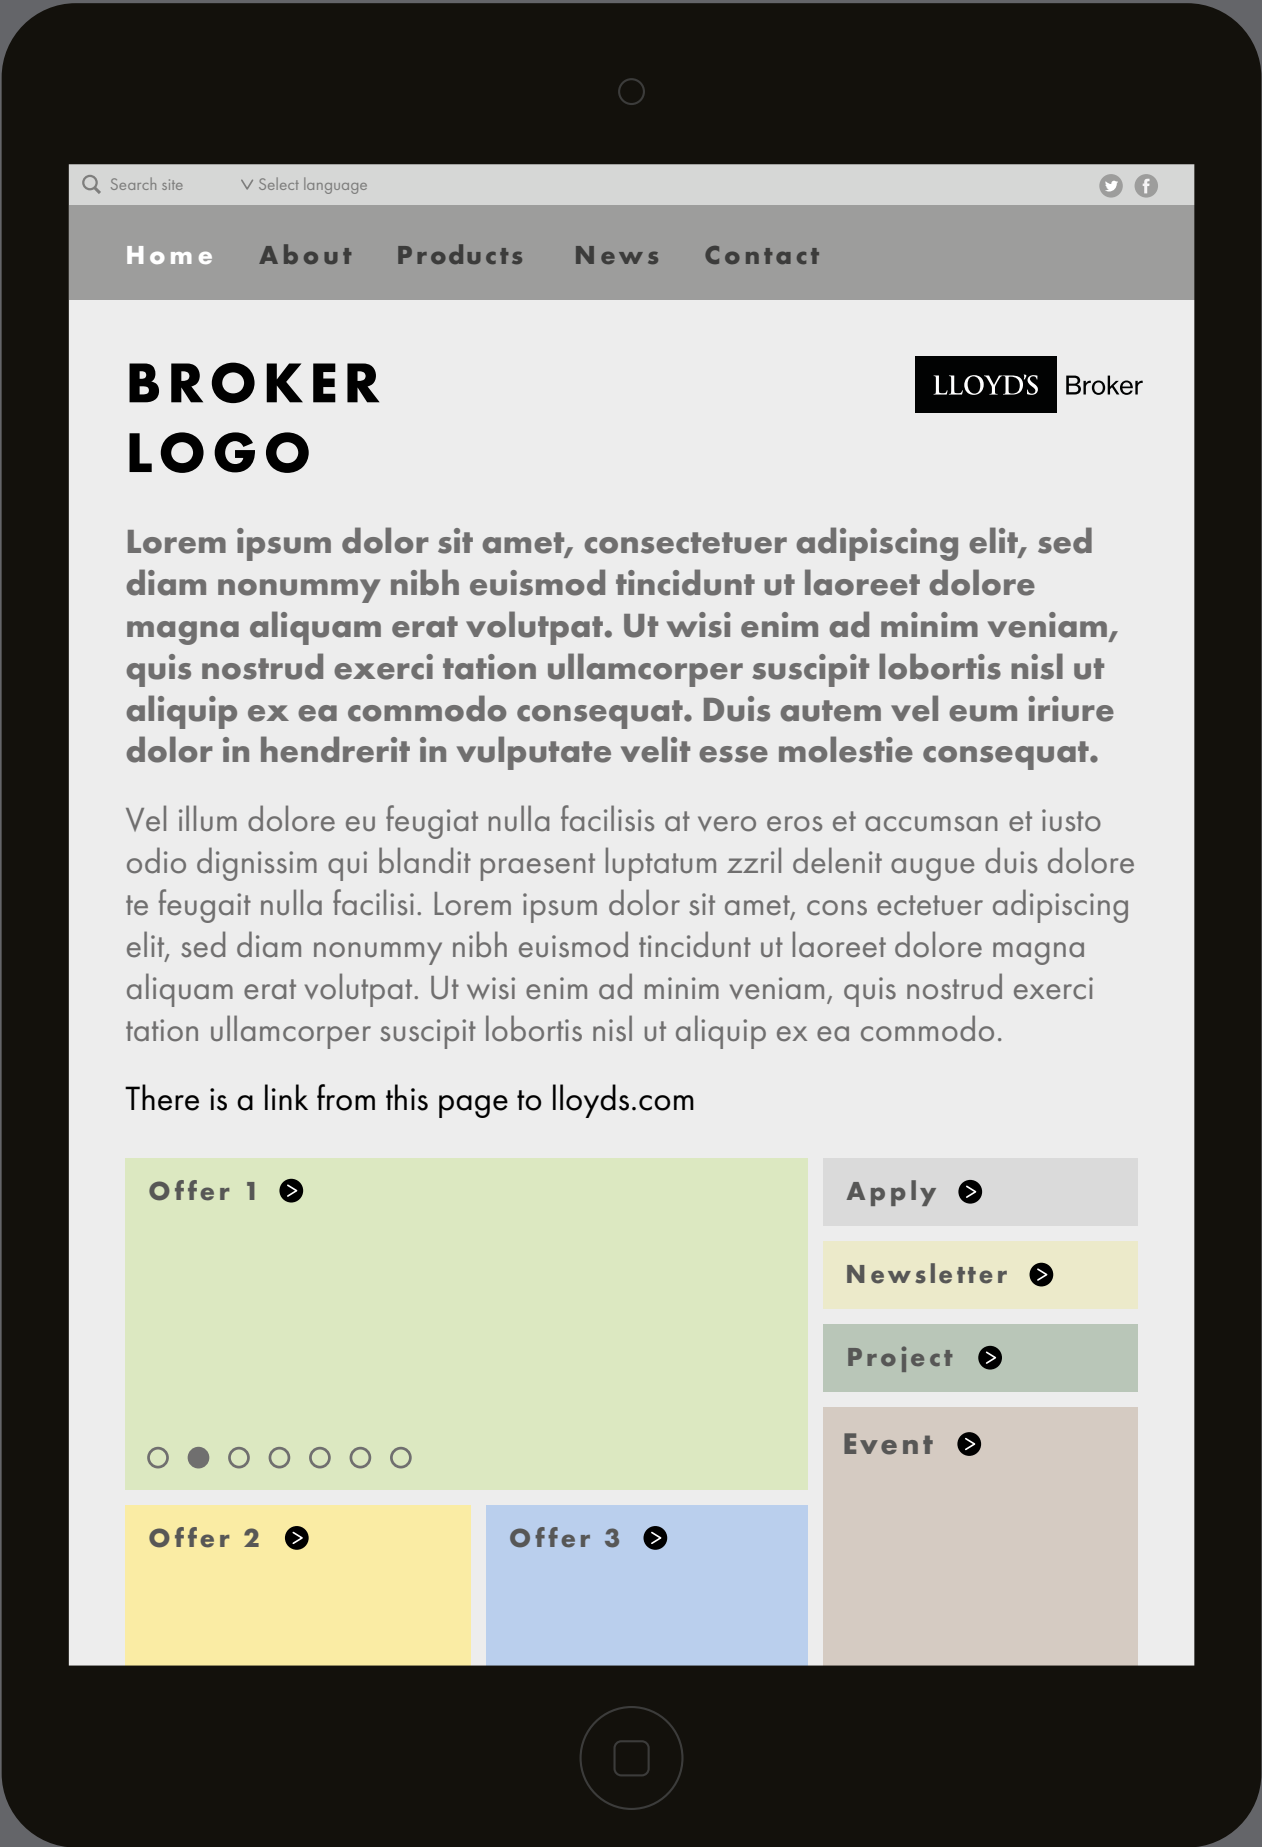 Search site
Select language
Home About Products News Contact
BROKER
LOGO
LLOYD'S Broker
Lorem ipsum dolor sit amet, consectetuer adipiscing elit, sed
diam nonummy nibh euismod tincidunt ut laoreet dolore
magna aliquam erat volutpat. Ut wisi enim ad minim veniam,
quis nostrud exerci tation ullamcorper suscipit lobortis nisl ut
aliquip ex ea commodo consequat. Duis autem vel eum iriure
dolor in hendrerit in vulputate velit esse molestie consequat.
Vel illum dolore eu feugiat nulla facilisis at vero eros et accumsan et iusto
odio dignissim qui blandit praesent luptatum zzril delenit augue duis dolore
te feugait nulla facilisi. Lorem ipsum dolor sit amet, cons ectetuer adipiscing
elit, sed diam nonummy nibh euismod tincidunt ut laoreet dolore magna
aliquam erat volutpat. Ut wisi enim ad minim veniam, quis nostrud exerci
tation ullamcorper suscipit lobortis nisl ut aliquip ex ea commodo.
There is a link from this page to lloyds.com
Offer 1
Apply
Newsletter
Project
Event
Offer 2
Offer 3